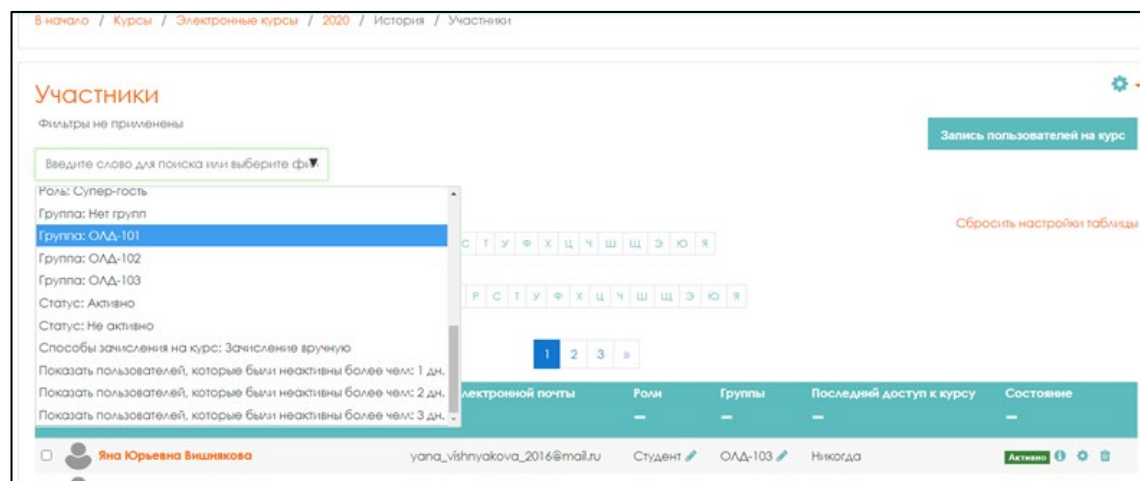 В начало / Курсы / Электронные курсы / 2020 / История / Участники
Участники
Фильтры не применены
Запись пользователей на курс
Введите слово для поиска или выберите фи
Роль: Супер-гость
Группа: Нет групп
Группа: ОЛД-101
Сбросить настройки таблицы
С Т У Ф Х Ц Ч Ш Щ Э Ю Я
Группа: ОЛД-102
Группа: ОЛД-103
Статус: Активно
Р С Т У Ф Х Ц Ч Ш Щ Э Ю Я
Статус: Не активно
Способы зачисления на курс: Зачисление вручную
1 2 3 »
Показать пользователей, которые были неактивны более чем: 1 дн.
Показать пользователей, которые были неактивны более чем: 2 дн.
лектронной почты Роли Группы Последний доступ к курсу Состояние
Показать пользователей, которые были неактивны более чем: 3 дн.
Яна Юрьевна Вишнякова yana_vishnyakova_2016@mail.ru Студент ОЛД-103 Никогда Активно